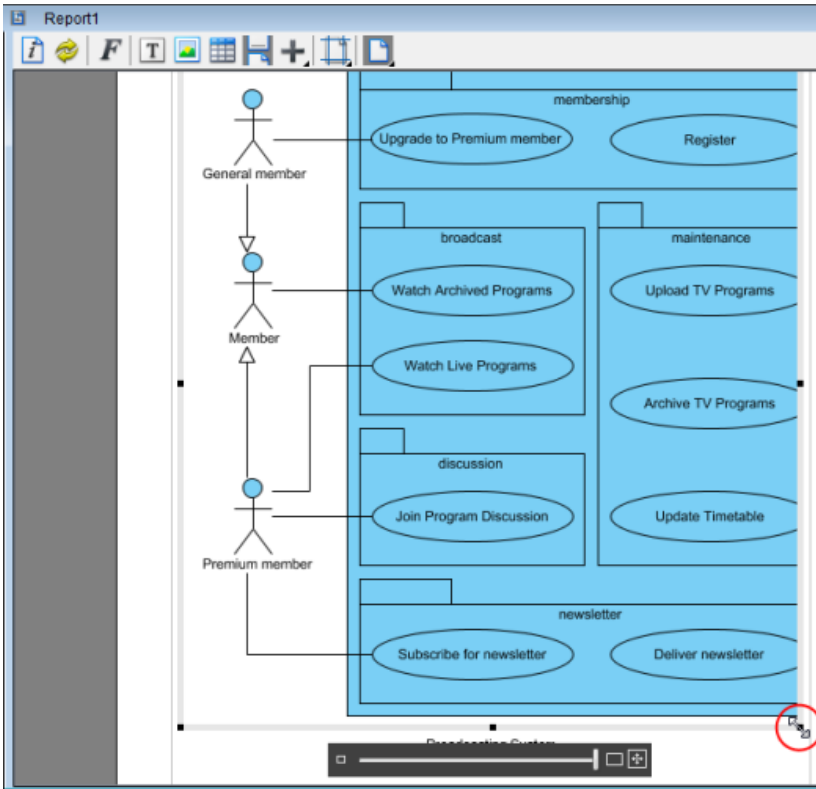 Report1
i F T
membership
Upgrade to Premium member
Register
General member
broadcast
maintenance
Watch Archived Programs
Upload TV Programs
Member
Watch Live Programs
Archive TV Programs
discussion
Join Program Discussion
Update Timetable
Premium member
newsletter
Subscribe for newsletter
Deliver newsletter
Broadcasting System